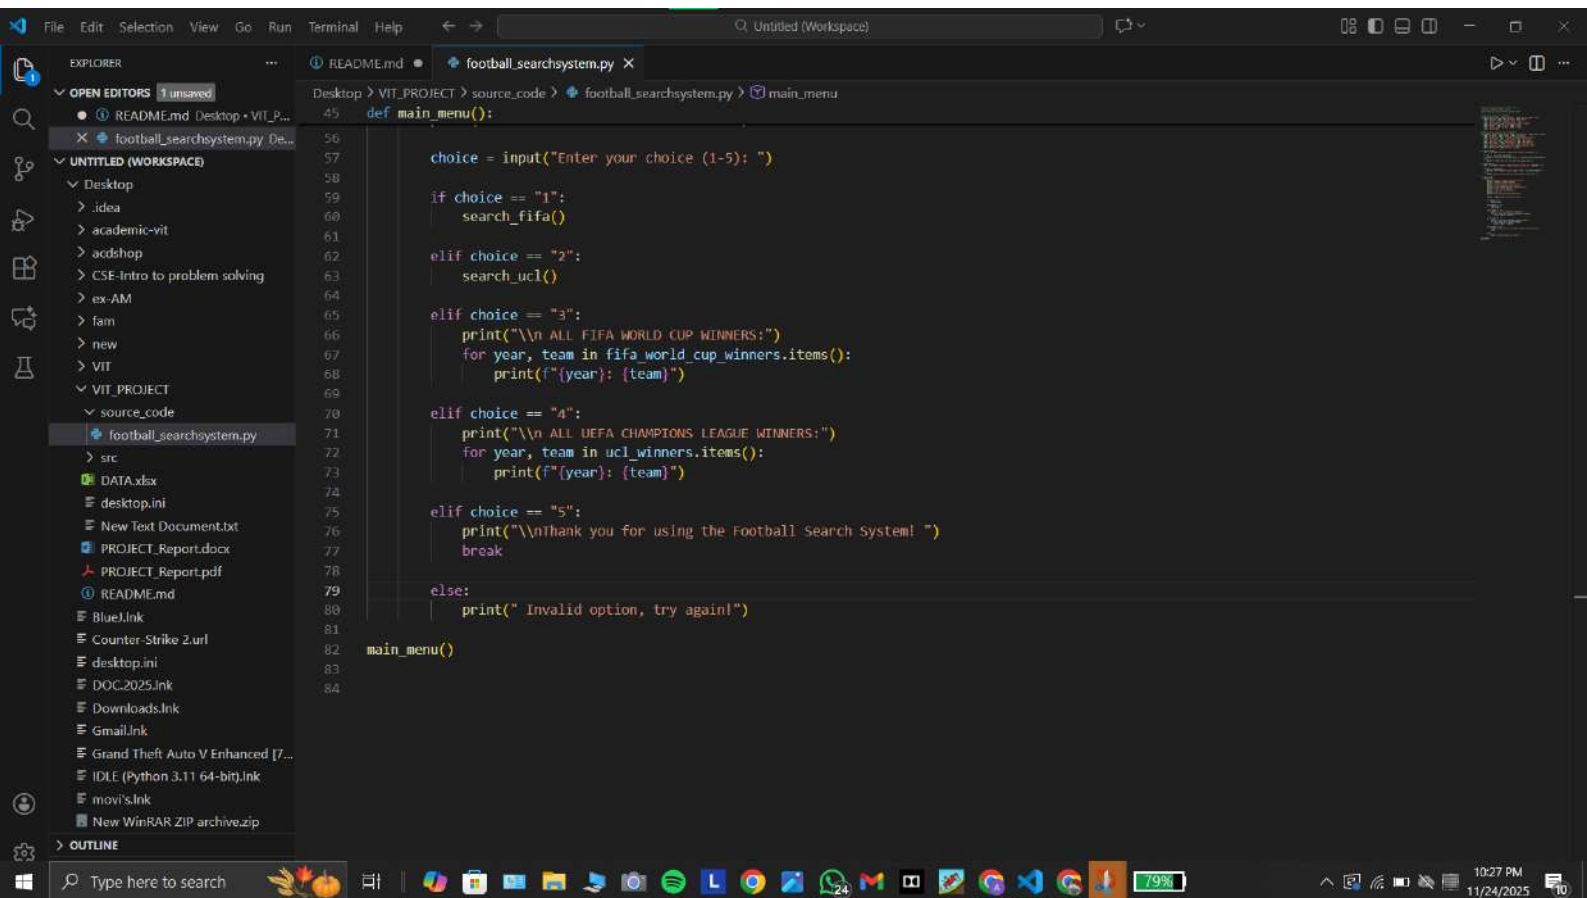 File Edit Selection View Go Run Terminal Help
Untitled (Workspace)
EXPLORER
README.md
football_searchsystem.py
OPEN EDITORS 1 unsaved
README.md Desktop • VIT_P...
football_searchsystem.py De...
UNTITLED (WORKSPACE)
Desktop
.idea
academic-vit
acdshop
CSE-Intro to problem solving
ex-AM
fam
new
VIT
VIT_PROJECT
source_code
football_searchsystem.py
src
DATA.xlsx
desktop.ini
New Text Document.txt
PROJECT_Report.docx
PROJECT_Report.pdf
README.md
BlueJ.lnk
Counter-Strike 2.url
desktop.ini
DOC.2025.lnk
Downloads.lnk
Gmail.lnk
Grand Theft Auto V Enhanced [7...
IDLE (Python 3.11 64-bit).lnk
movi's.lnk
New WinRAR ZIP archive.zip
OUTLINE
Desktop > VIT_PROJECT > source_code > football_searchsystem.py > main_menu
45 def main_menu():
56
57 choice = input("Enter your choice (1-5): ")
58
59 if choice == "1":
60 search_fifa()
61
62 elif choice == "2":
63 search_ucl()
64
65 elif choice == "3":
66 print("\\n ALL FIFA WORLD CUP WINNERS:")
67 for year, team in fifa_world_cup_winners.items():
68 print(f"{year}: {team}")
69
70 elif choice == "4":
71 print("\\n ALL UEFA CHAMPIONS LEAGUE WINNERS:")
72 for year, team in ucl_winners.items():
73 print(f"{year}: {team}")
74
75 elif choice == "5":
76 print("\\nThank you for using the Football Search System! ")
77 break
78
79 else:
80 print(" Invalid option, try again!")
81
82 main_menu()
83
84
Type here to search
24
79%
10:27 PM
11/24/2025
10